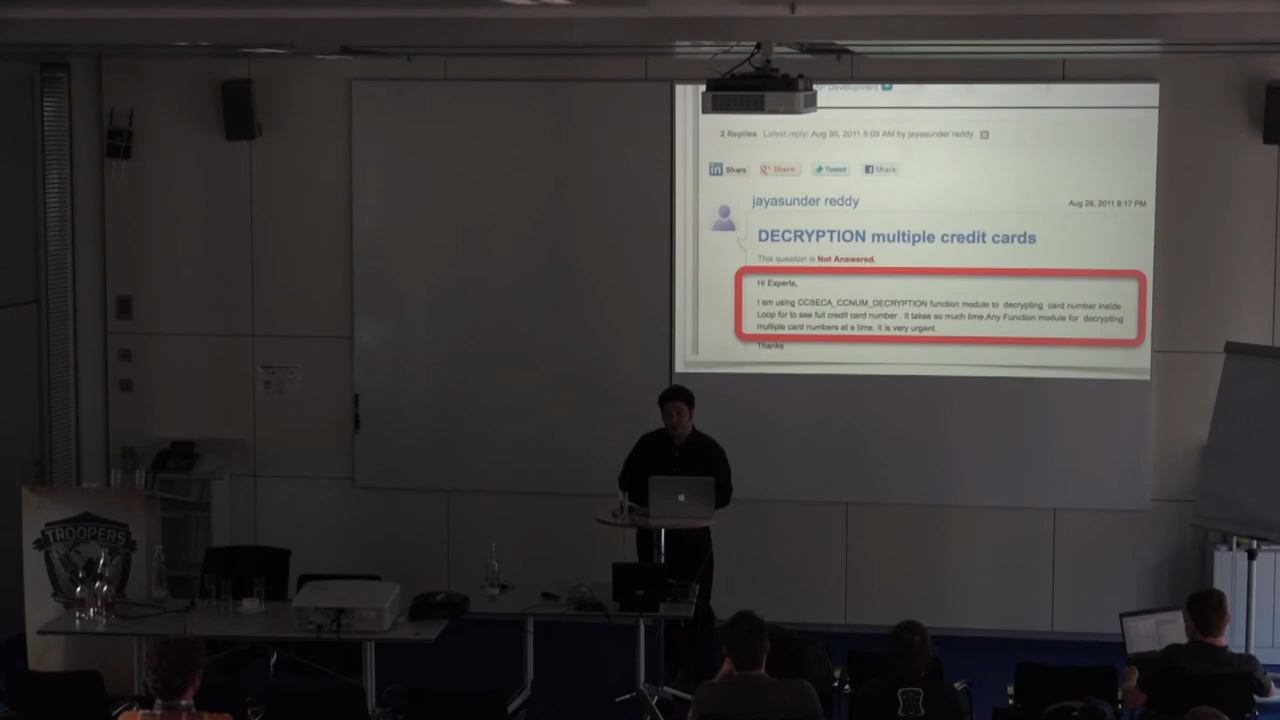 Development
2 Replies Latest reply: Aug 30, 2011 5:09 AM by jayasunder reddy
in Share
Share
Tweet
f Share
jayasunder reddy
Aug 29, 2011 8:17 PM
DECRYPTION multiple credit cards
This question is Not Answered.
Hi Experts,
I am using CCSECA_CCNUM_DECRYPTION function module to decrypting card number inside
Loop for to see full credit card number . it takes so much time.Any Function module for decrypting
multiple card numbers at a time. It is very urgent.
Thanks
TROOPERS